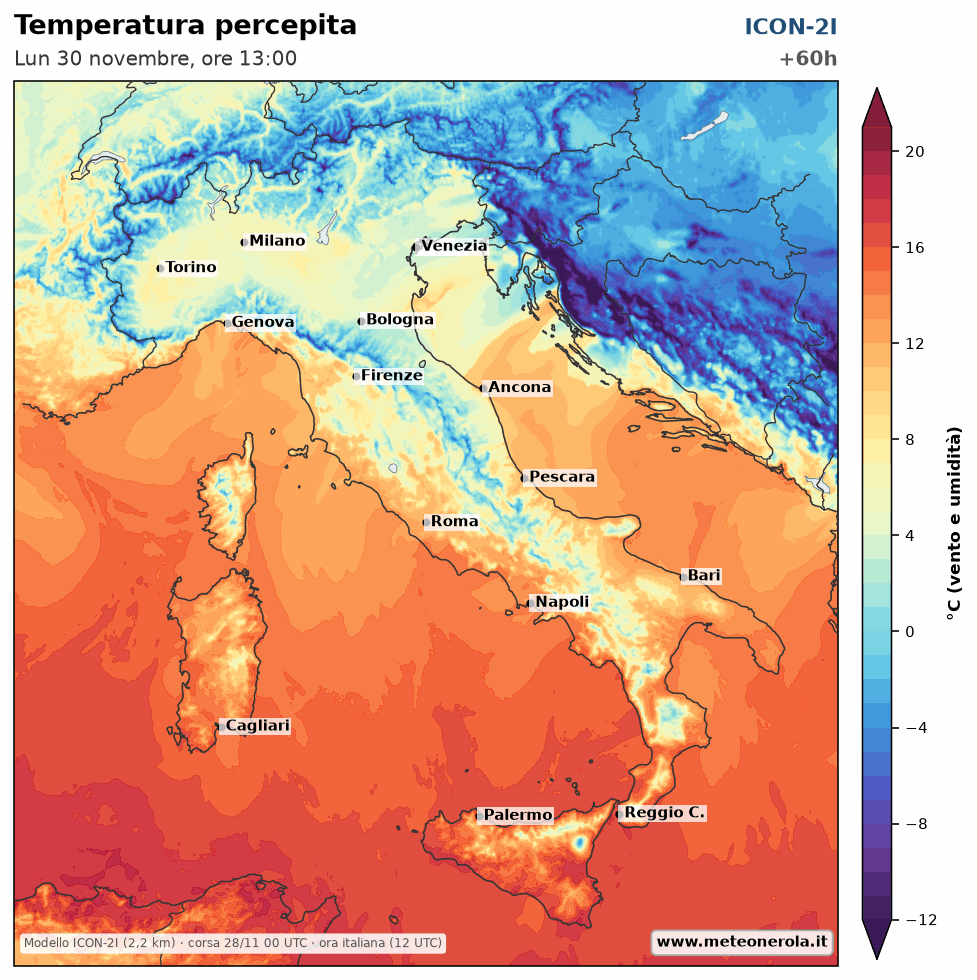 Temperatura percepita
ICON-2I
Lun 30 novembre, ore 13:00
+60h
Milano
Venezia
Torino
Genova
Bologna
Firenze
Ancona
Pescara
Roma
Bari
Napoli
Cagliari
Palermo
Reggio C.
20
16
12
8
4
0
−4
−8
−12
°C (vento e umidità)
Modello ICON-2I (2,2 km) · corsa 28/11 00 UTC · ora italiana (12 UTC)
www.meteonerola.it